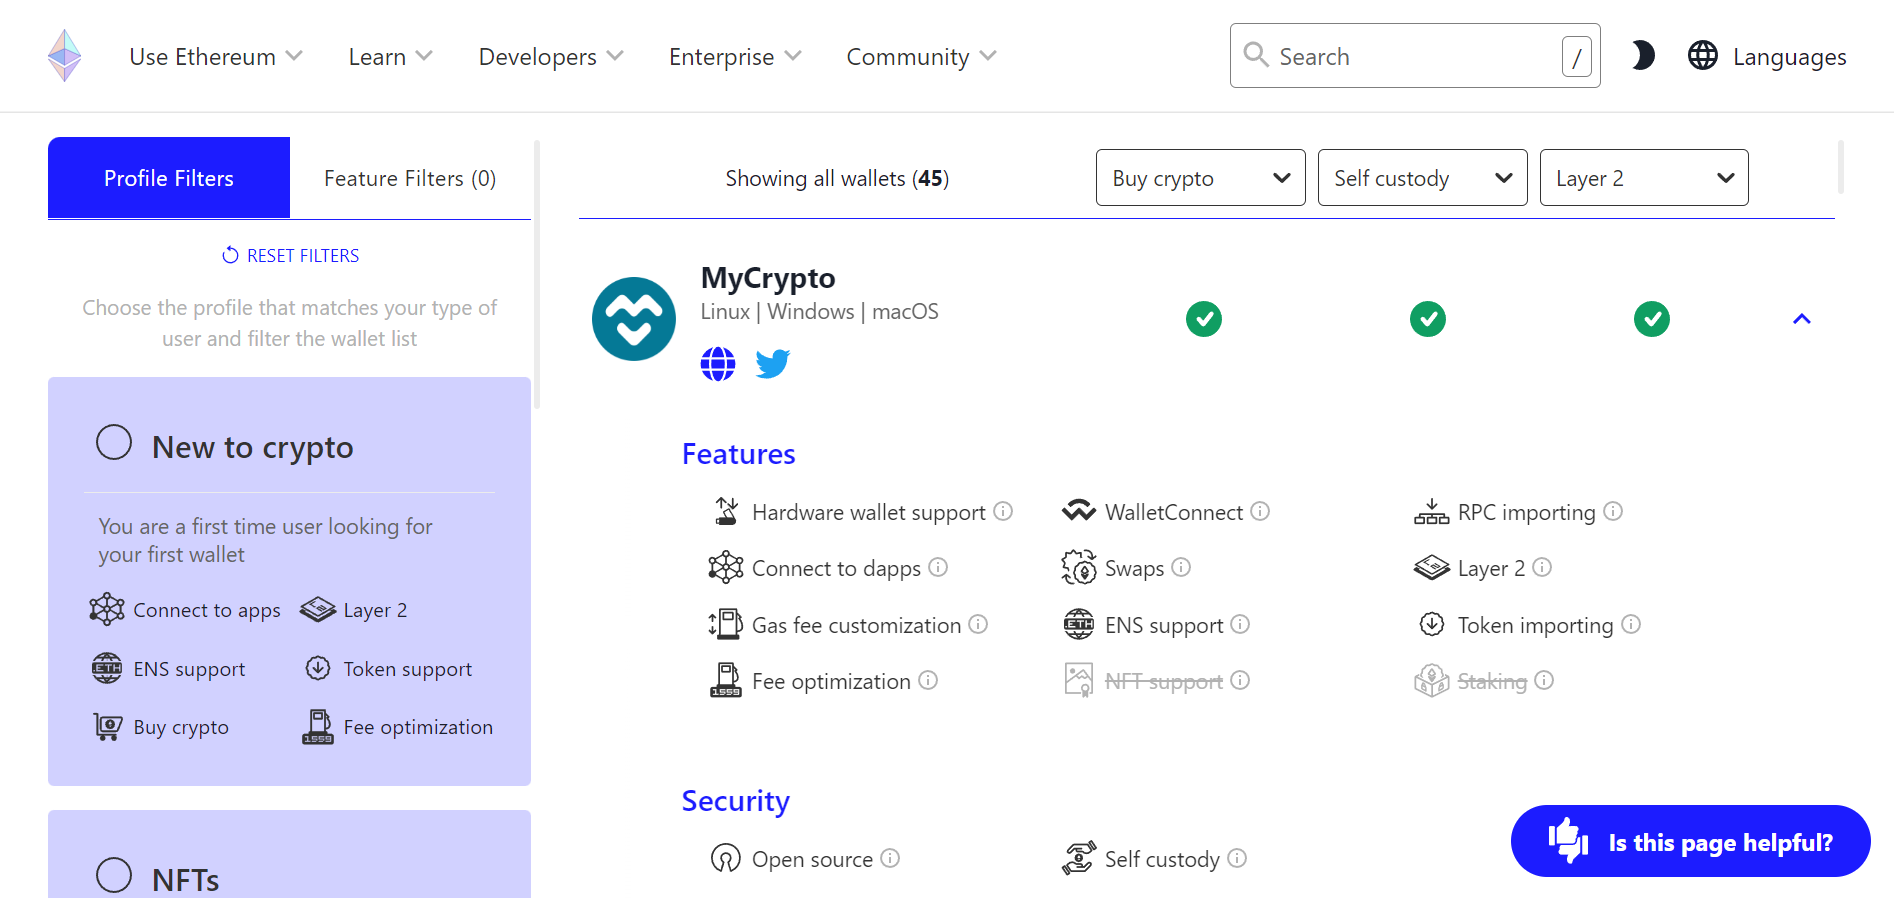 Use Ethereum
Learn
Developers
Enterprise
Community
Search
/
Languages
Profile Filters
Feature Filters (0)
RESET FILTERS
Choose the profile that matches your type of
user and filter the wallet list
New to crypto
You are a first time user looking for
your first wallet
Connect to apps
Layer 2
ETH
ENS support
Token support
Buy crypto
1559
Fee optimization
NFTs
Showing all wallets (45)
Buy crypto
Self custody
Layer 2
MyCrypto
Linux | Windows | macOS
Features
Hardware wallet support
WalletConnect
RPC importing
Connect to dapps
Swaps
Layer 2
Gas fee customization
ETH
ENS support
Token importing
1559
Fee optimization
NFT support
Staking
Security
Open source
Self custody
Is this page helpful?